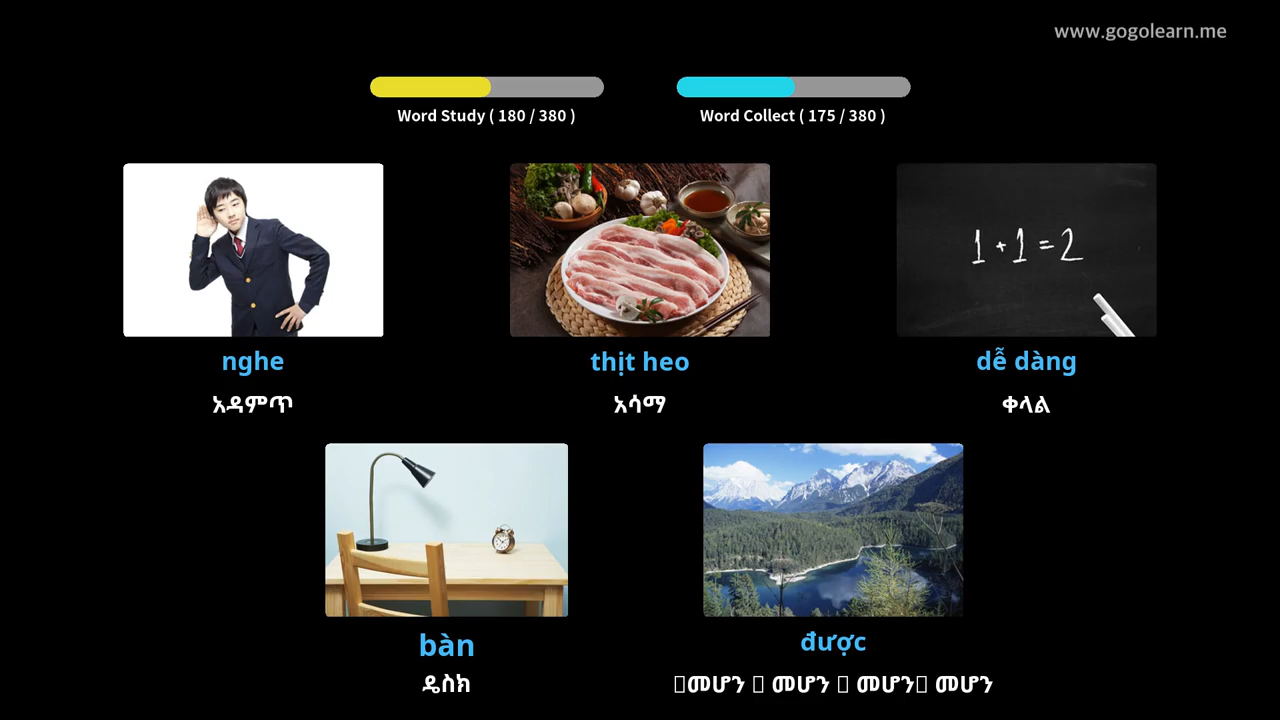 www.gogolearn.me
Word Study ( 180 / 380 )
Word Collect ( 175 / 380 )
1 + 1 = 2
nghe
thịt heo
dễ dàng
አዳምጥ
አሳማ
ቀላል
bàn
được
ዴስክ
▯መሆን ▯ መሆን ▯ መሆን▯ መሆን